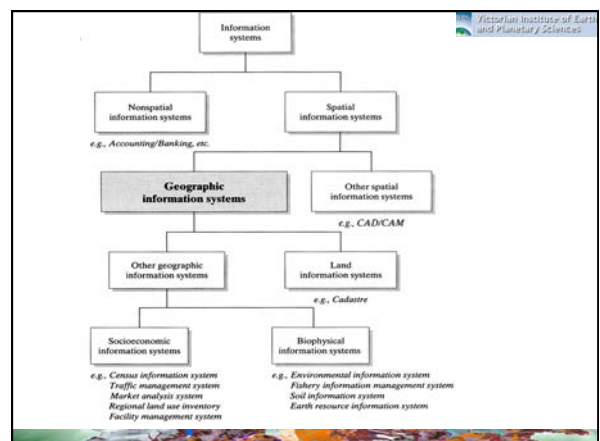 Victorian Institute of Earth
and Planetary Sciences
Information
systems
Nonspatial
information systems
Spatial
information systems
e.g., Accounting/Banking, etc.
Geographic
information systems
Other spatial
information systems
e.g., CAD/CAM
Other geographic
information systems
Land
information systems
e.g., Cadastre
Socioeconomic
information systems
Biophysical
information systems
e.g., Census information system
Traffic management system
Market analysis system
Regional land use inventory
Facility management system
e.g., Environmental information system
Fishery information management system
Soil information system
Earth resource information system